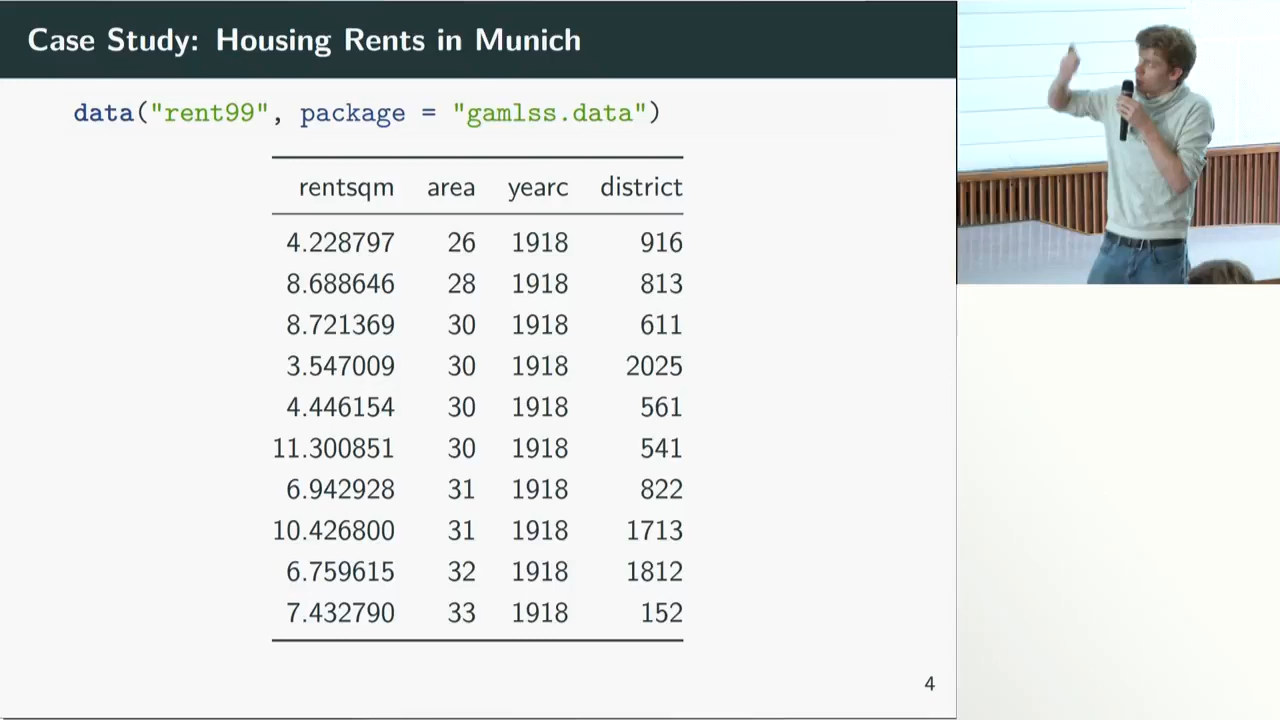 Case Study: Housing Rents in Munich
data("rent99", package = "gamlss.data")
rentsqm area yearc district
4.228797 26 1918 916
8.688646 28 1918 813
8.721369 30 1918 611
3.547009 30 1918 2025
4.446154 30 1918 561
11.300851 30 1918 541
6.942928 31 1918 822
10.426800 31 1918 1713
6.759615 32 1918 1812
7.432790 33 1918 152
4